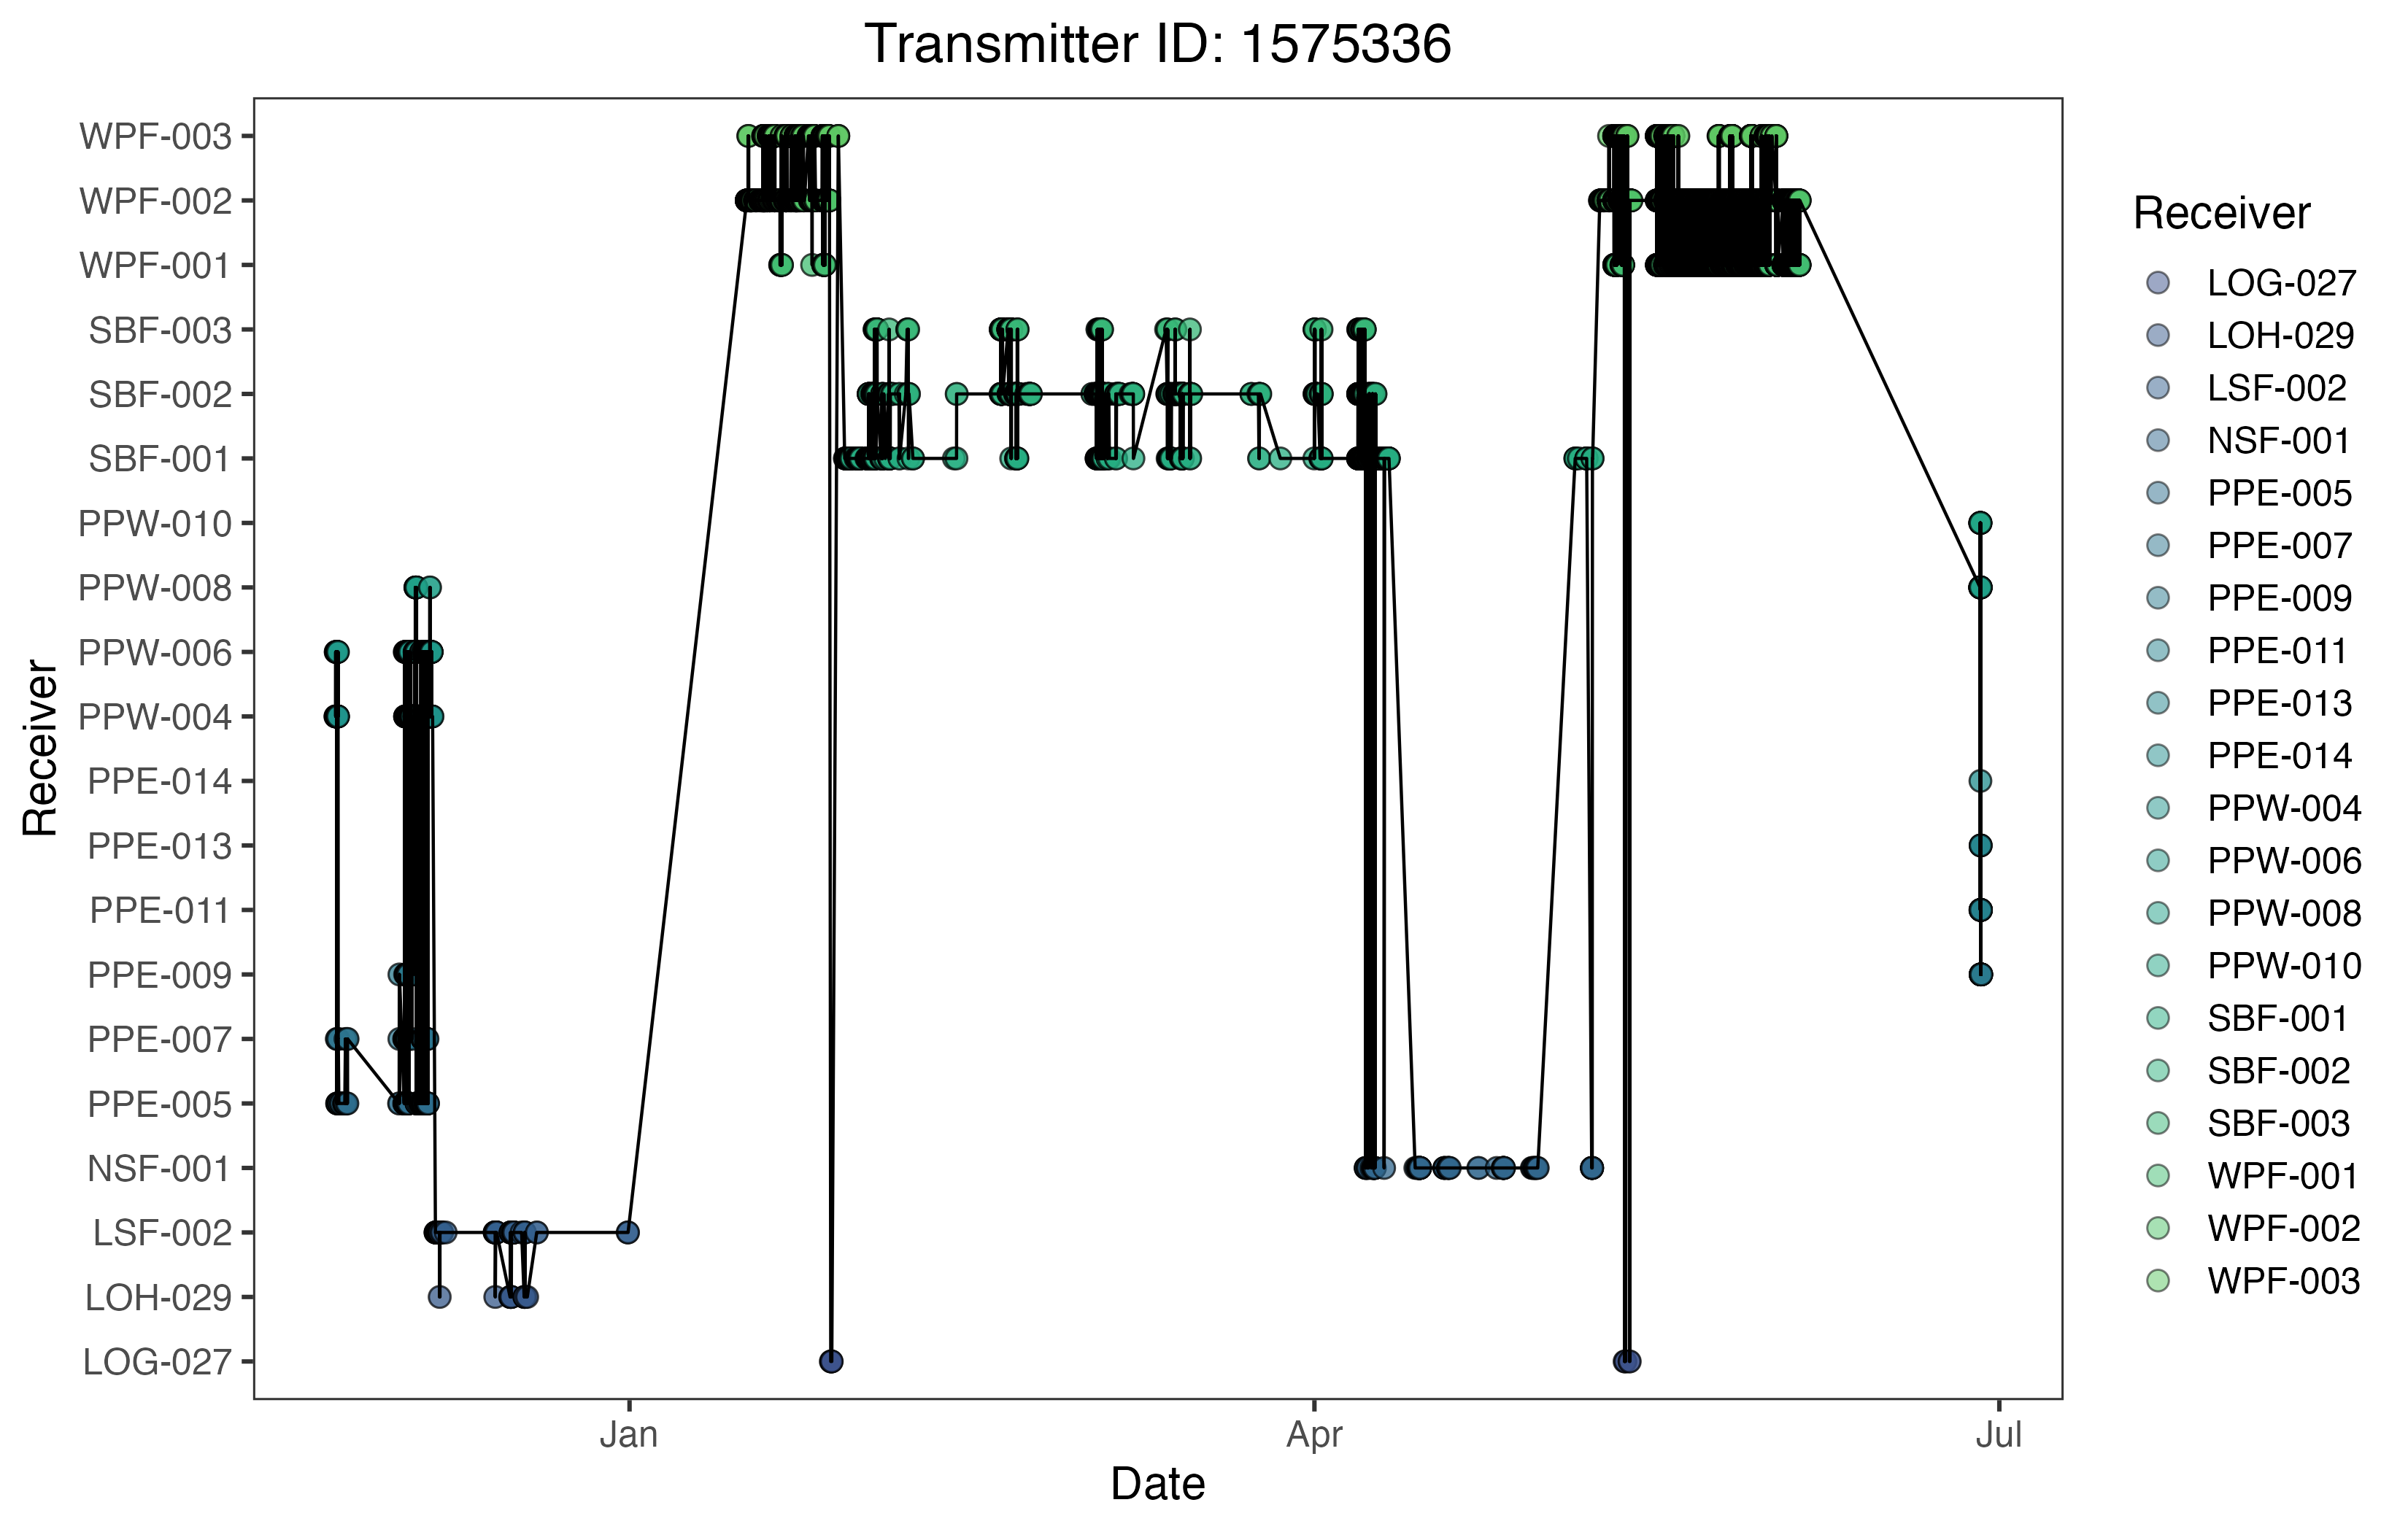 Transmitter ID: 1575336
WPF-003
WPF-002
WPF-001
SBF-003
SBF-002
SBF-001
PPW-010
PPW-008
PPW-006
PPW-004
PPE-014
PPE-013
PPE-011
PPE-009
PPE-007
PPE-005
NSF-001
LSF-002
LOH-029
LOG-027
Receiver
Jan
Apr
Jul
Date
Receiver
LOG-027
LOH-029
LSF-002
NSF-001
PPE-005
PPE-007
PPE-009
PPE-011
PPE-013
PPE-014
PPW-004
PPW-006
PPW-008
PPW-010
SBF-001
SBF-002
SBF-003
WPF-001
WPF-002
WPF-003